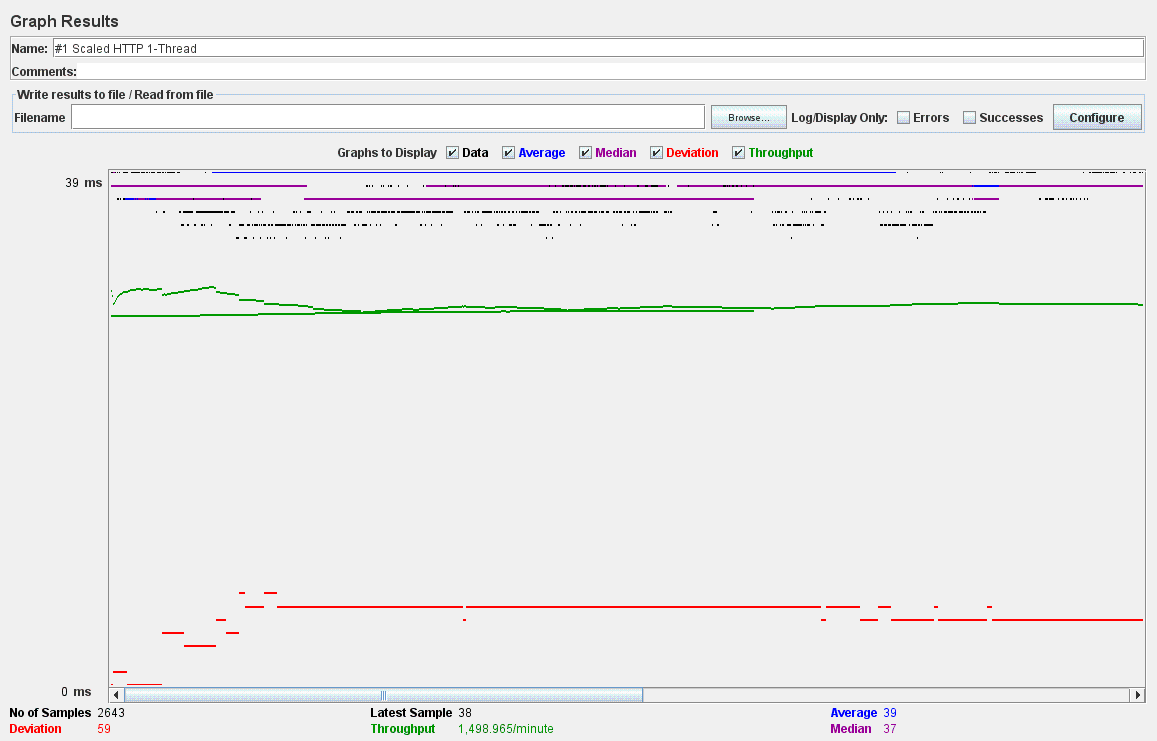 Graph Results
Name: #1 Scaled HTTP 1-Thread
Comments:
Write results to file / Read from file
Filename Browse... Log/Display Only: Errors Successes Configure
Graphs to Display Data Average Median Deviation Throughput
39 ms
0 ms
No of Samples 2643 Latest Sample 38 Average 39
Deviation 59 Throughput 1,498.965/minute Median 37